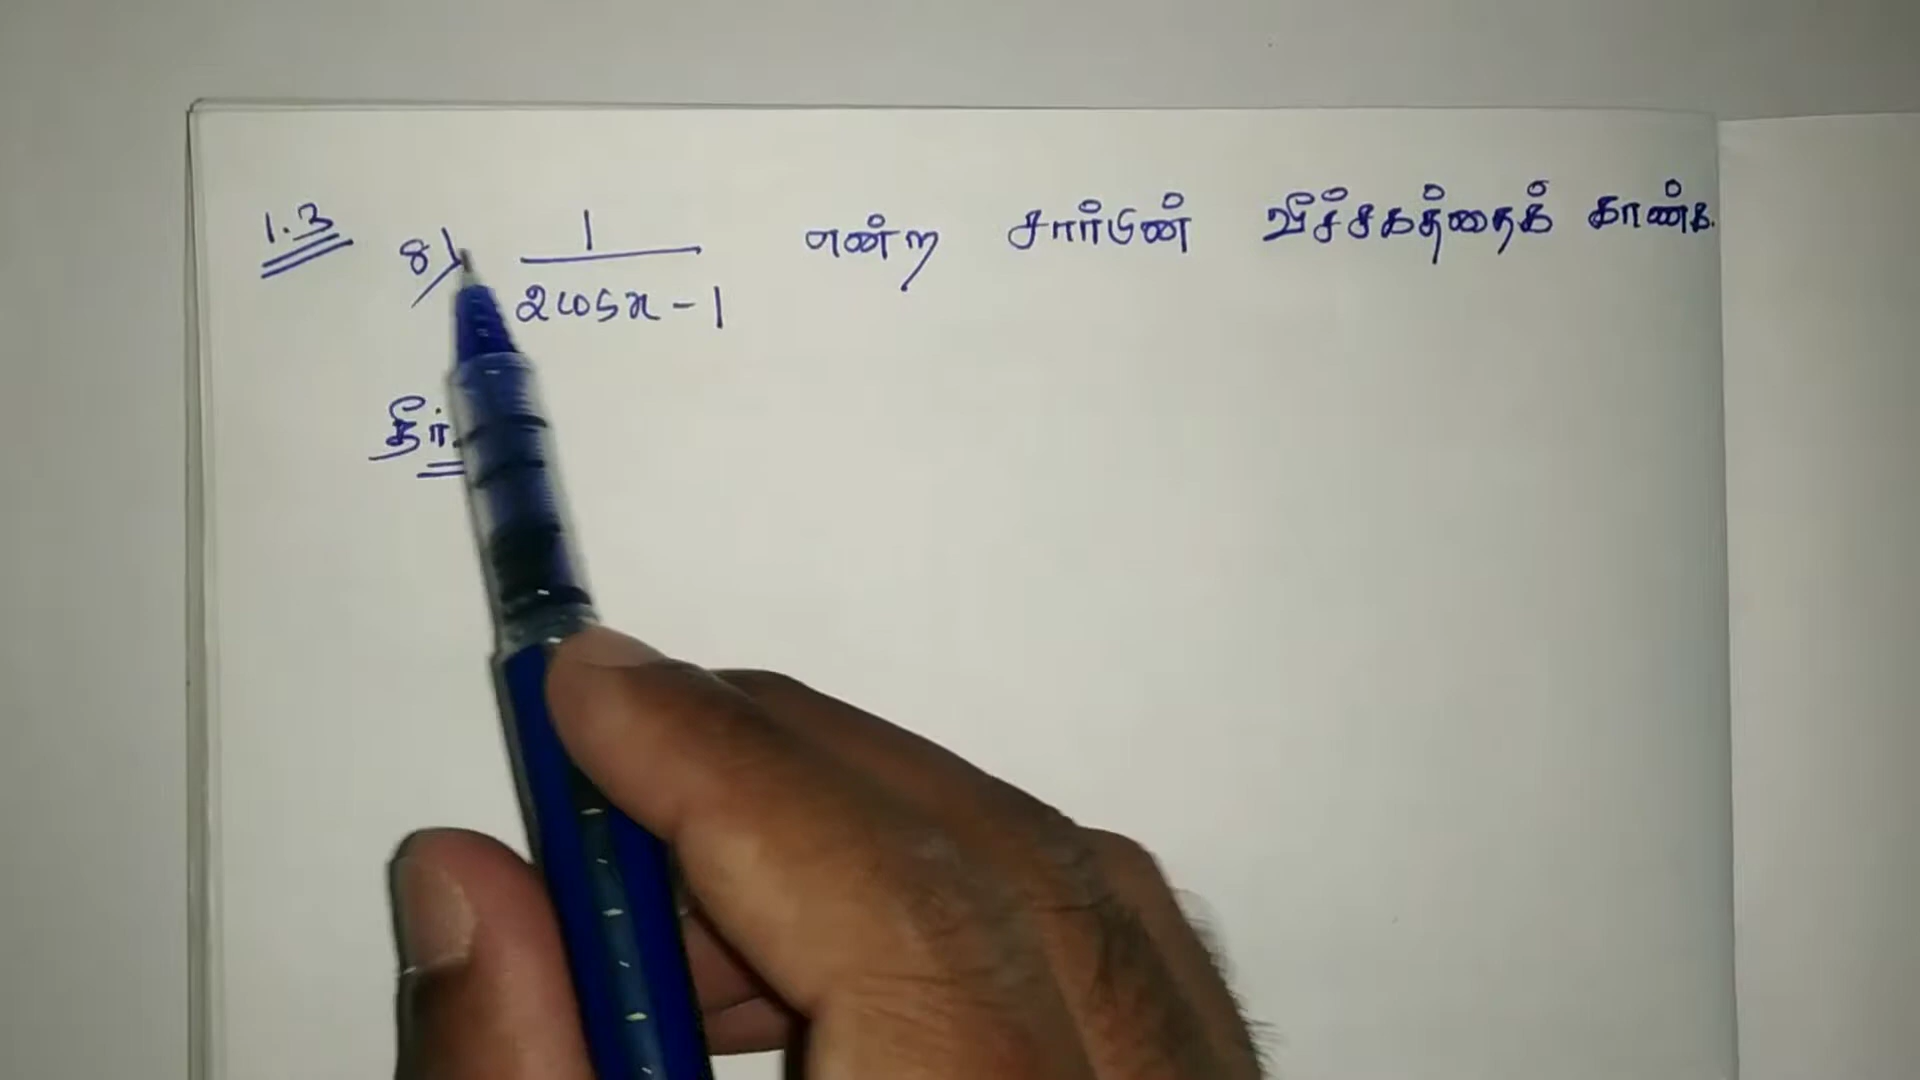 1.3 8) 1/(2cosx - 1) என்ற சார்பின் வீச்சகத்தைக் காண்க.
தீர்